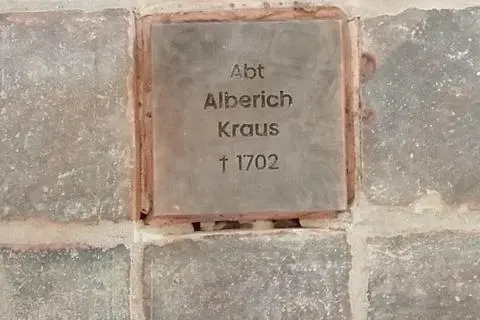 Abt
Alberich
Kraus
† 1702